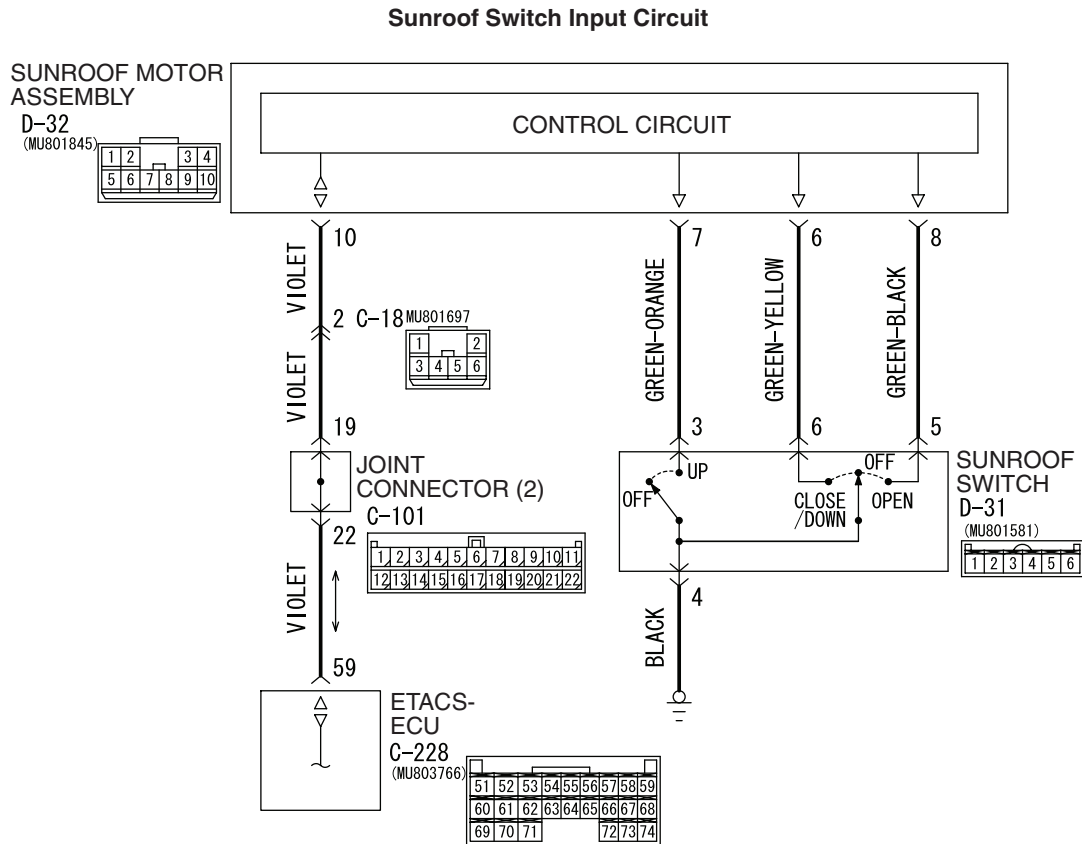 Sunroof Switch Input Circuit
SUNROOF MOTOR
ASSEMBLY
D-32
(MU801845)
1 2 3 4
5 6 7 8 9 10
CONTROL CIRCUIT
10 7 6 8
VIOLET
GREEN-ORANGE
GREEN-YELLOW
GREEN-BLACK
2 C-18 MU801697
1 2
3 4 5 6
VIOLET
19 3 6 5
JOINT
CONNECTOR (2)
C-101
1 2 3 4 5 6 7 8 9 10 11
12 13 14 15 16 17 18 19 20 21 22
22
OFF
UP
CLOSE
/DOWN
OFF
OPEN
SUNROOF
SWITCH
D-31
(MU801581)
1 2 3 4 5 6
4
VIOLET
BLACK
59
ETACS-
ECU
C-228
(MU803766)
51 52 53 54 55 56 57 58 59
60 61 62 63 64 65 66 67 68
69 70 71 72 73 74